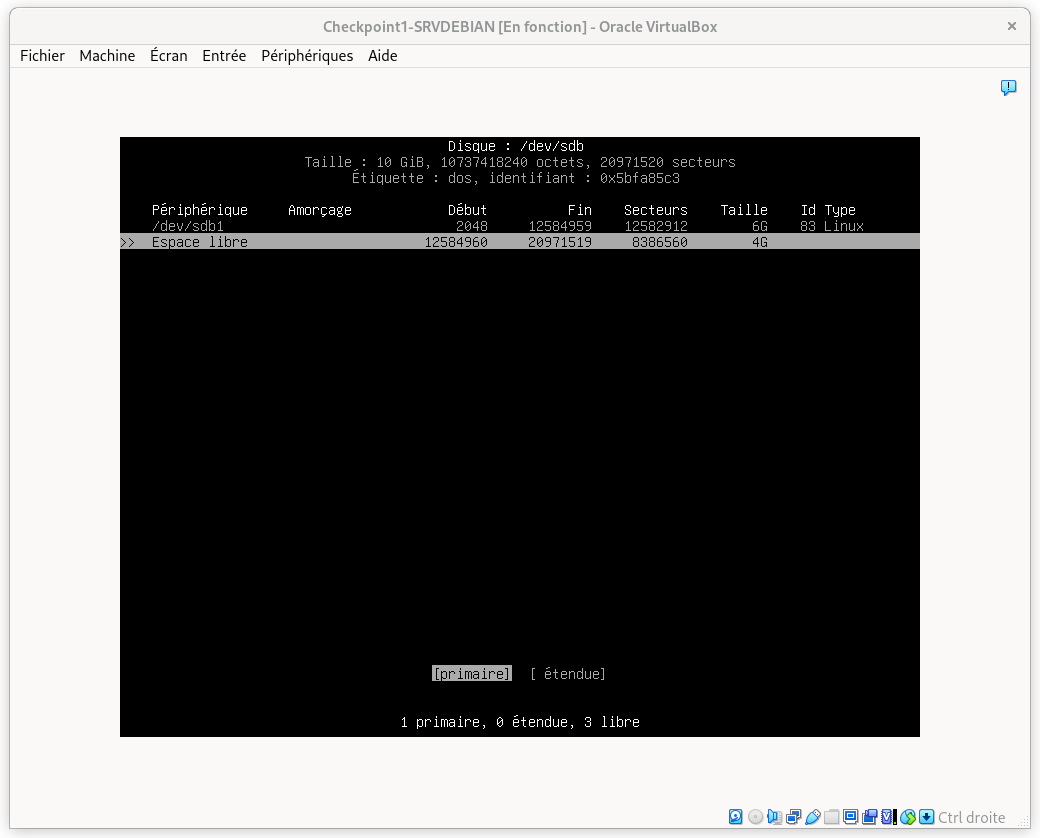 Checkpoint1-SRVDEBIAN [En fonction] - Oracle VirtualBox
Fichier Machine Écran Entrée Périphériques Aide
Disque : /dev/sdb
Taille : 10 GiB, 10737418240 octets, 20971520 secteurs
Étiquette : dos, identifiant : 0x5bfa85c3
Périphérique Amorçage Début Fin Secteurs Taille Id Type
/dev/sdb1 2048 12584959 12582912 6G 83 Linux
>> Espace libre 12584960 20971519 8386560 4G
[primaire] [ étendue]
1 primaire, 0 étendue, 3 libre
Ctrl droite